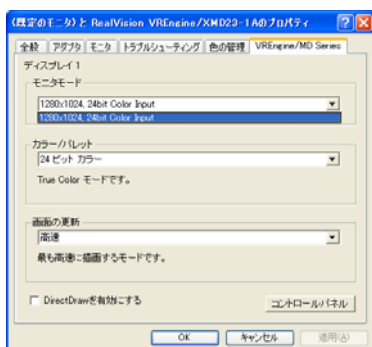 (既定のモニタ) と RealVision VREngine/XMD23-1Aのプロパティ
全般 アダプタ モニタ トラブルシューティング 色の管理 VREngine/MD Series
ディスプレイ 1
モニタモード
1280x1024, 24bit Color Input
1280x1024, 24bit Color Input
カラー/パレット
24 ビット カラー
True Color モードです。
画面の更新
高速
最も高速に描画するモードです。
DirectDrawを有効にする
コントロールパネル
OK キャンセル 適用(A)